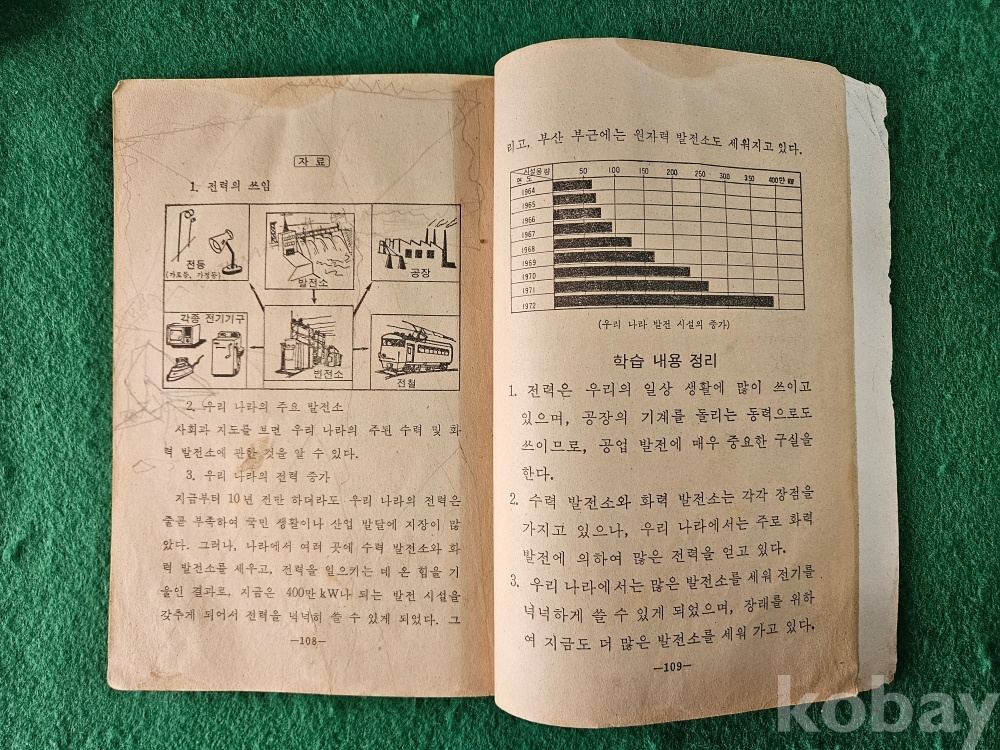 자 료
1. 전력의 쓰임
전등
(가로등, 가정등)
발전소
공장
각종 전기기구
변전소
전철
2. 우리 나라의 주요 발전소
사회과 지도를 브면 우리 나라의 주된 수력 및 화
력 발전소에 관한 것을 알 수 있다.
3. 우리 나라의 전력 증가
지금부터 10년 전만 하더라도 우리 나라의 전력은
줄곧 부족하여 국민 생활이나 산업 발달에 지장이 많
았다. 그러나, 나라에서 여러 곳에 수력 발전소와 화
력 발전소를 세우고, 전력을 일으키는 데 온 힘을 기
울인 결과로, 지금은 400만 kW나 되는 발전 시설을
갖추게 되어서 전력을 넉넉히 쓸 수 있게 되었다. 그
—108—
리고, 부산 부근에는 원자력 발전소도 세워지고 있다.
시설용량
연 도
50 100 150 200 250 300 350 400만 kW
1964
1965
1966
1967
1968
1969
1970
1971
1972
(우리 나라 발전 시설의 증가)
학습 내용 정리
1. 전력은 우리의 일상 생활에 많이 쓰이고
있으며, 공장의 기계를 돌리는 동력으로도
쓰이므로, 공업 발전에 매우 중요한 구실을
한다.
2. 수력 발전소와 화력 발전소는 각각 장점을
가지고 있으나, 우리 나라에서는 주로 화력
발전에 의하여 많은 전력을 얻고 있다.
3. 우리 나라에서는 많은 발전소를 세워 전기를
넉넉하게 쓸 수 있게 되었으며, 장래를 위하
여 지금도 더 많은 발전소를 세워 가고 있다.
—109—
kobay